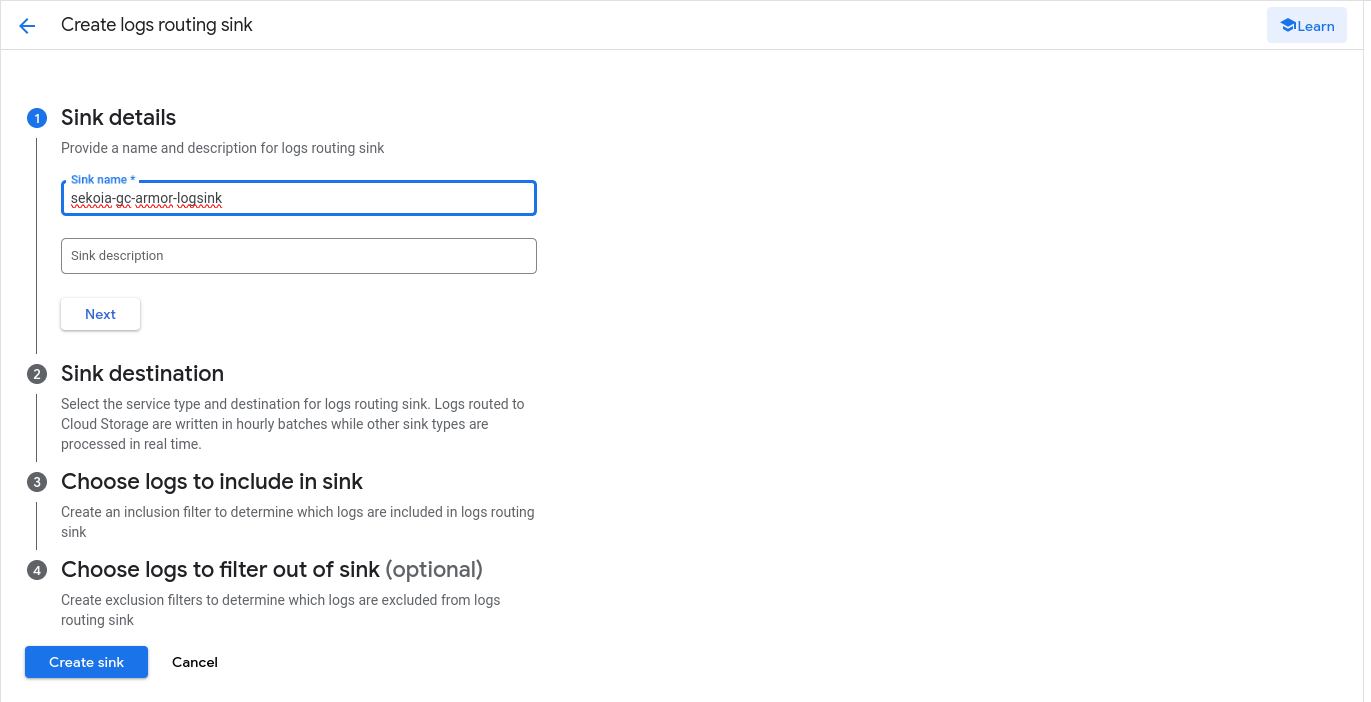 Create logs routing sink
Learn
1 Sink details
Provide a name and description for logs routing sink
Sink name *
sekoia-gc-armor-logsink
Sink description
Next
2 Sink destination
Select the service type and destination for logs routing sink. Logs routed to
Cloud Storage are written in hourly batches while other sink types are
processed in real time.
3 Choose logs to include in sink
Create an inclusion filter to determine which logs are included in logs routing
sink
4 Choose logs to filter out of sink (optional)
Create exclusion filters to determine which logs are excluded from logs
routing sink
Create sink
Cancel